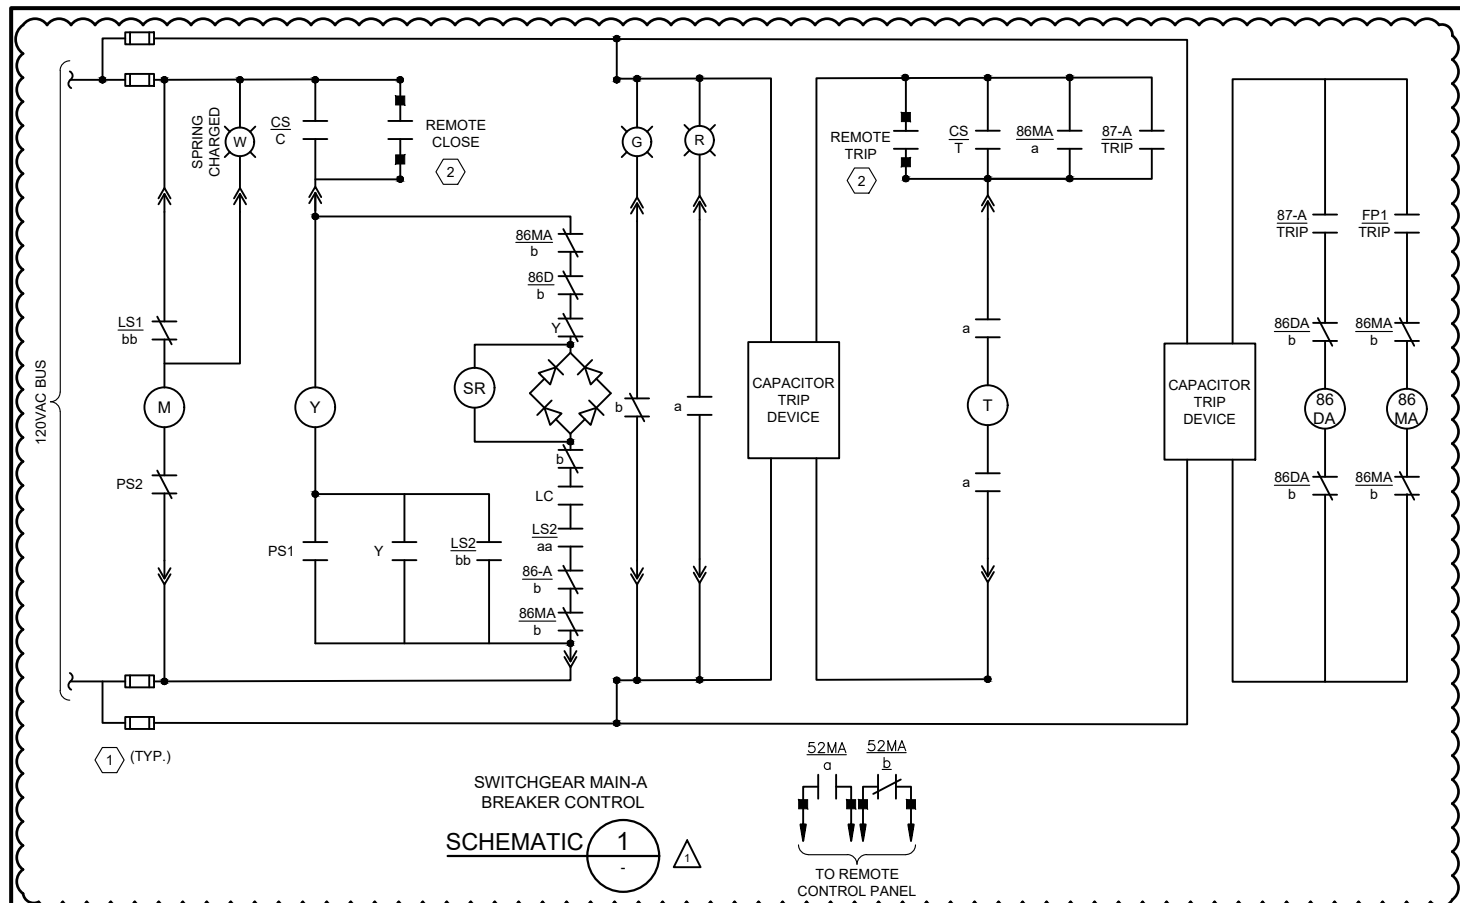 120VAC BUS
SPRING
CHARGED
W
CS
C
REMOTE
CLOSE
2
LS1
bb
M
PS2
Y
PS1
Y
LS2
bb
86MA
b
86D
b
Y
SR
b
LC
LS2
aa
86-A
b
86MA
b
G
b
R
a
CAPACITOR
TRIP
DEVICE
REMOTE
TRIP
2
CS
T
86MA
a
87-A
TRIP
a
T
a
CAPACITOR
TRIP
DEVICE
87-A
TRIP
FP1
TRIP
86DA
b
86MA
b
86
DA
86
MA
86DA
b
86MA
b
1 (TYP.)
SWITCHGEAR MAIN-A
BREAKER CONTROL
SCHEMATIC 1
-
1
52MA
a
52MA
b
TO REMOTE
CONTROL PANEL